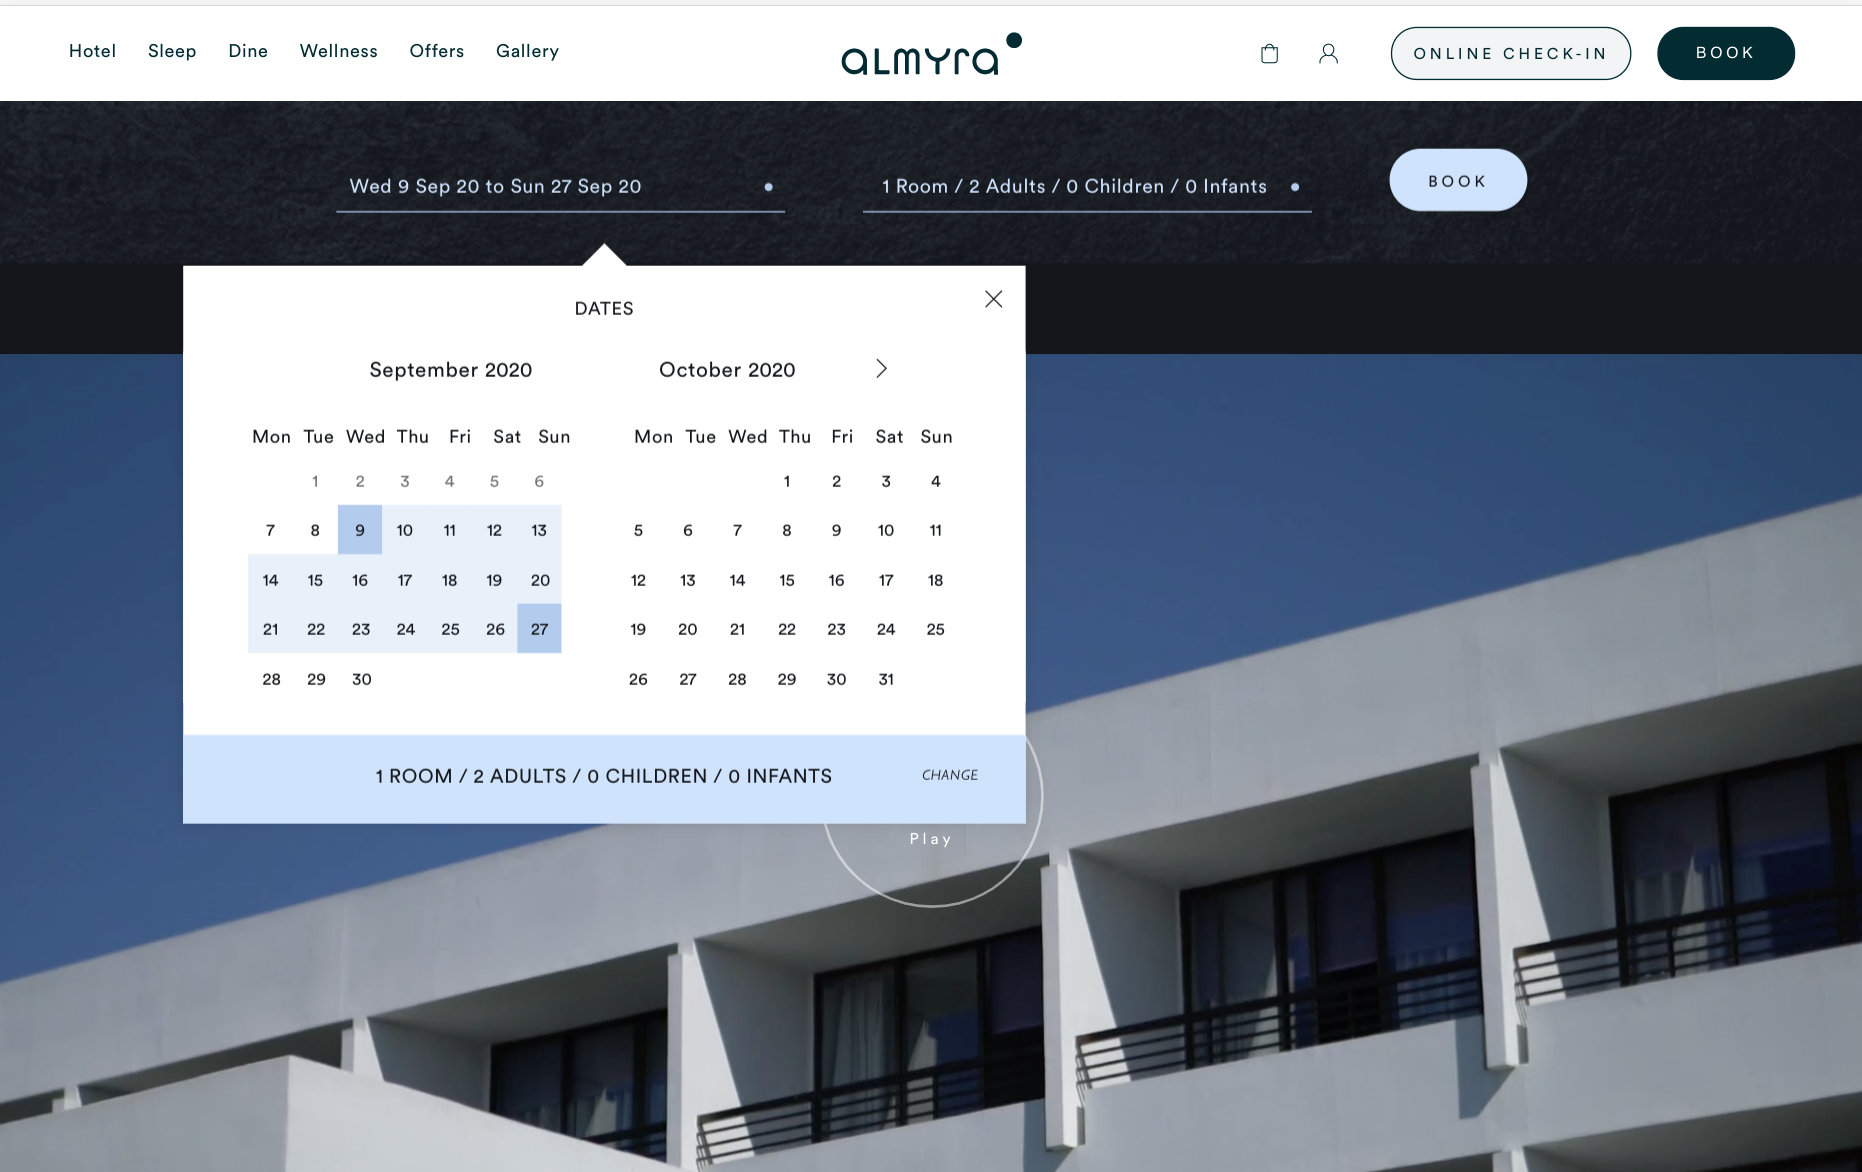 Hotel Sleep Dine Wellness Offers Gallery
almyra
ONLINE CHECK-IN
BOOK
Wed 9 Sep 20 to Sun 27 Sep 20
1 Room / 2 Adults / 0 Children / 0 Infants
BOOK
DATES
September 2020
Mon Tue Wed Thu Fri Sat Sun
1 2 3 4 5 6
7 8 9 10 11 12 13
14 15 16 17 18 19 20
21 22 23 24 25 26 27
28 29 30
October 2020
Mon Tue Wed Thu Fri Sat Sun
1 2 3 4
5 6 7 8 9 10 11
12 13 14 15 16 17 18
19 20 21 22 23 24 25
26 27 28 29 30 31
1 ROOM / 2 ADULTS / 0 CHILDREN / 0 INFANTS
CHANGE
Play